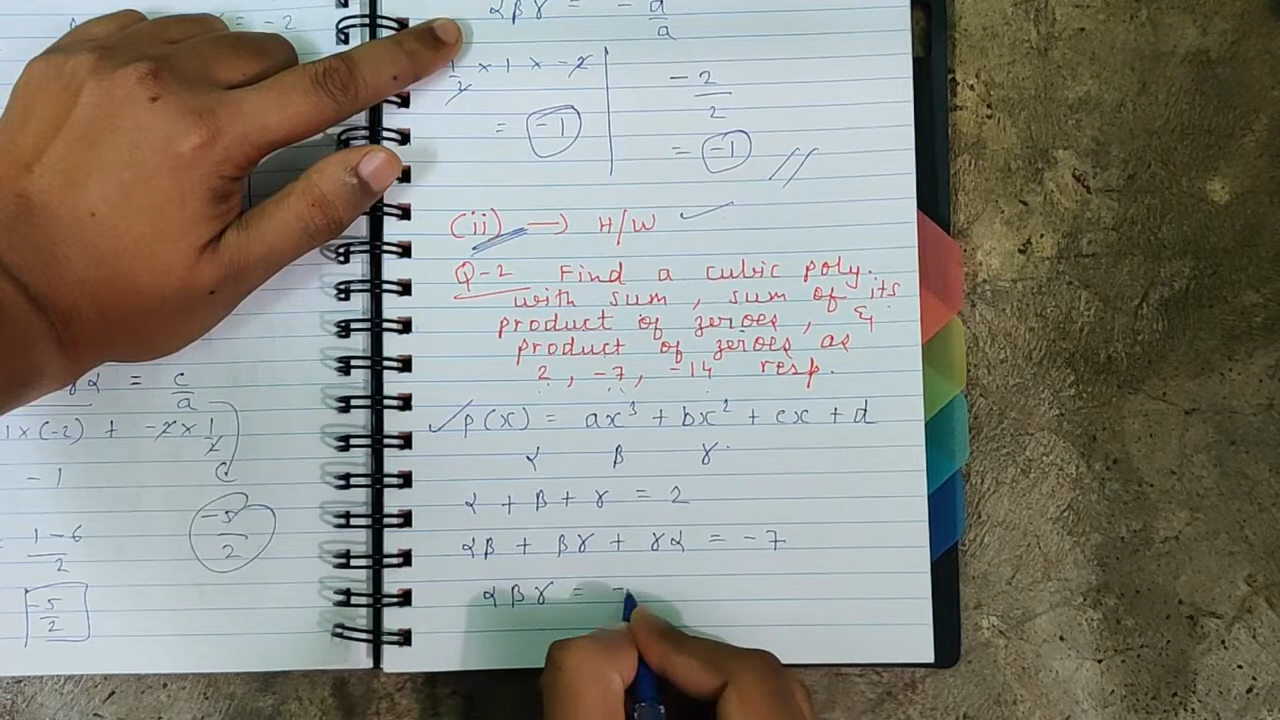 = -2
γα = c/a
1×(-2) + -2×1/2
-1
1-6/2
-5/2
-5/2
αβγ = - d/a
1/2 × 1 × -2
= -1
-2/2
= -1
(ii) → H/W ✓
Q-2 Find a cubic poly.
with sum, sum of its
product of zeroes, &
product of zeroes as
2, -7, -14 resp.
✓ p(x) = ax³ + bx² + cx + d
α β γ.
α + β + γ = 2
αβ + βγ + γα = -7
αβγ = -